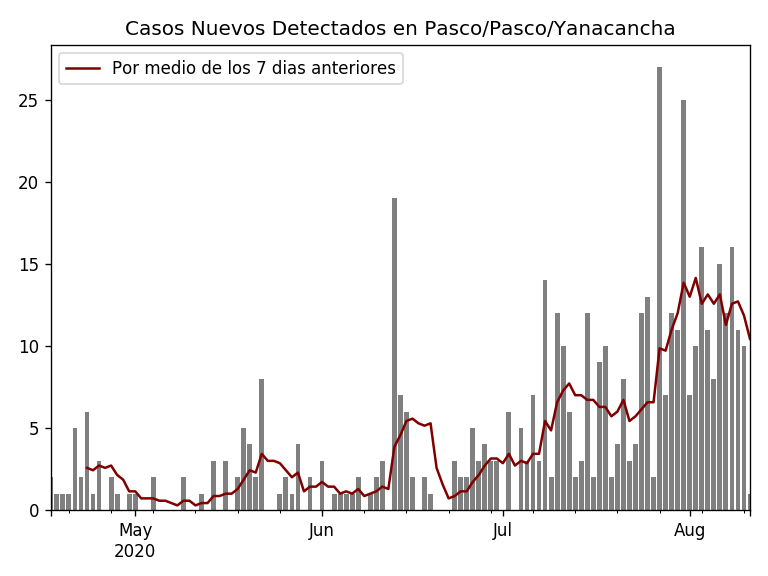 Casos Nuevos Detectados en Pasco/Pasco/Yanacancha
Por medio de los 7 dias anteriores
25
20
15
10
5
0
May
2020
Jun
Jul
Aug